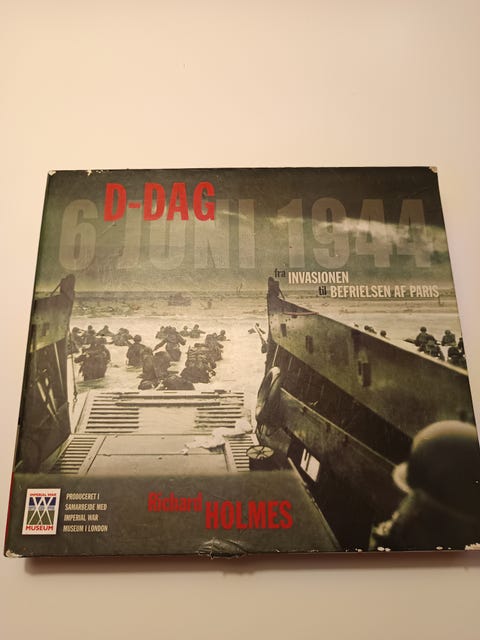 D-DAG
6 JUNI 1944
fra INVASIONEN
til BEFRIELSEN AF PARIS
IMPERIAL WAR
MUSEUM
PRODUCERET I
SAMARBEJDE MED
IMPERIAL WAR
MUSEUM I LONDON
Richard HOLMES